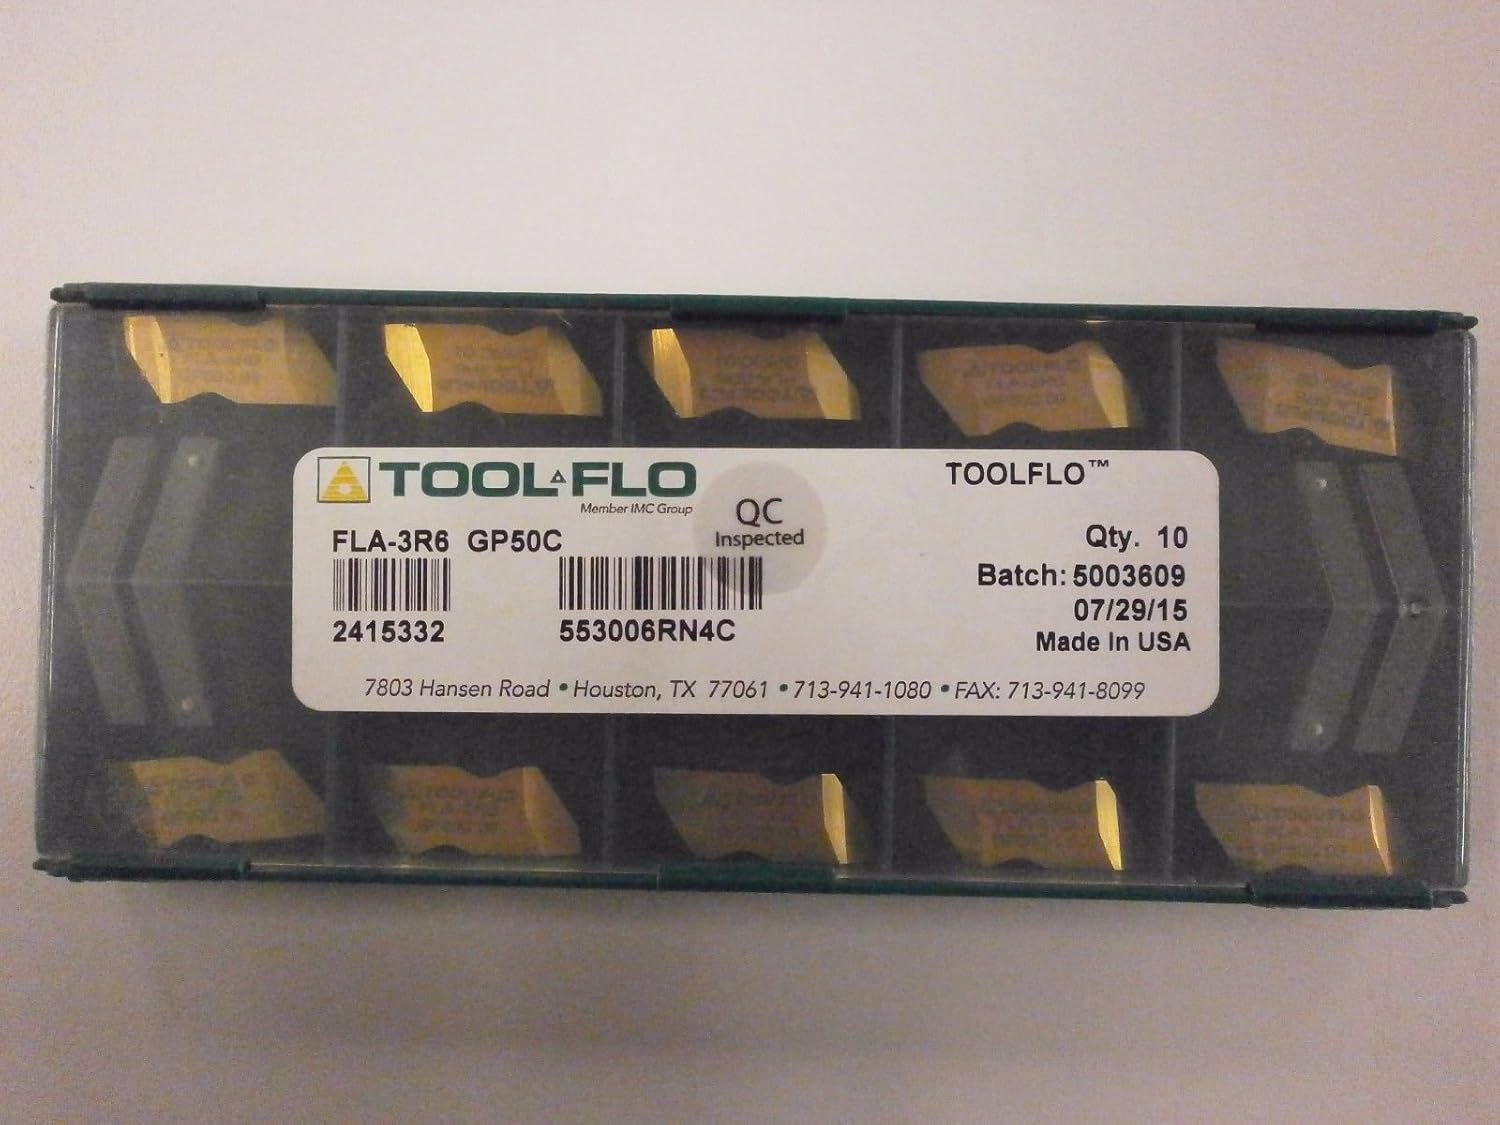 TOOL FLO
Member IMC Group
QC
Inspected
TOOLFLO™
FLA-3R6 GP50C
Qty. 10
Batch: 5003609
07/29/15
2415332
553006RN4C
Made In USA
7803 Hansen Road • Houston, TX 77061 • 713-941-1080 • FAX: 713-941-8099